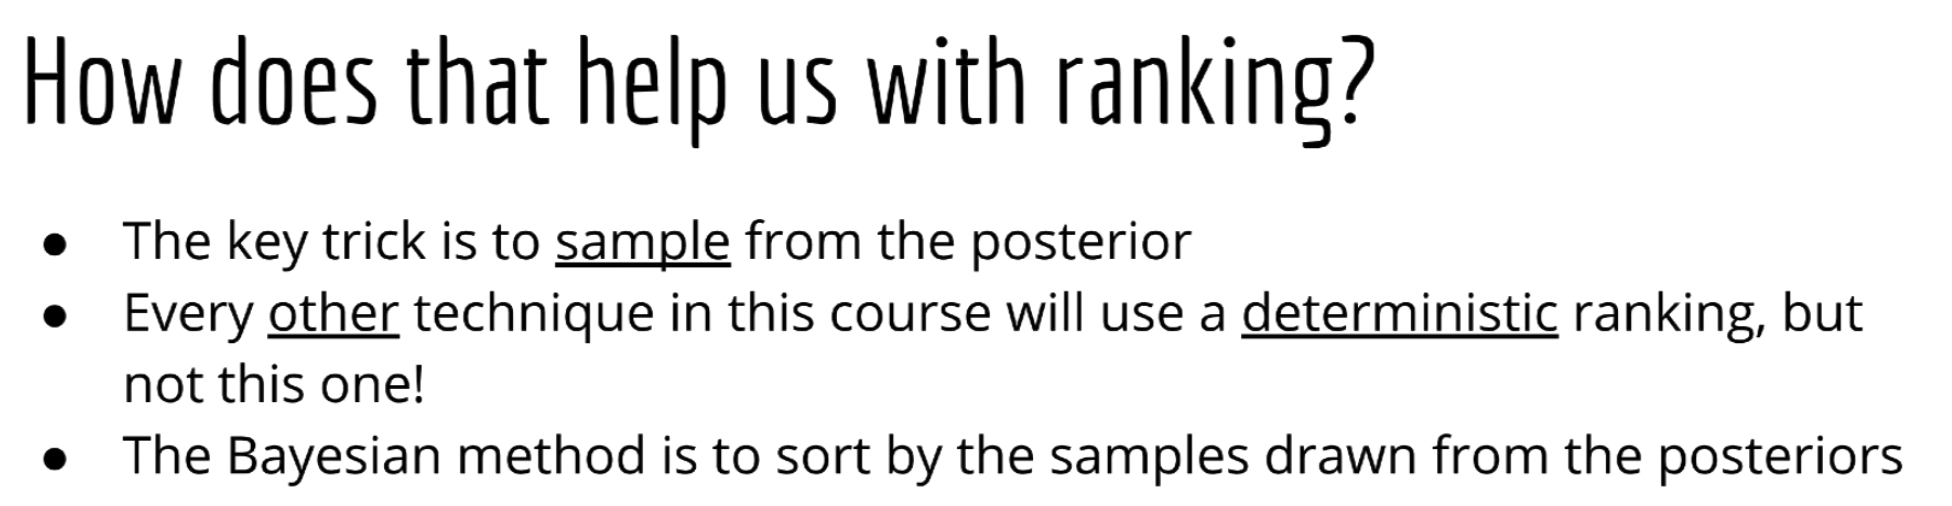 How does that help us with ranking?
● The key trick is to sample from the posterior
● Every other technique in this course will use a deterministic ranking, but
not this one!
● The Bayesian method is to sort by the samples drawn from the posteriors